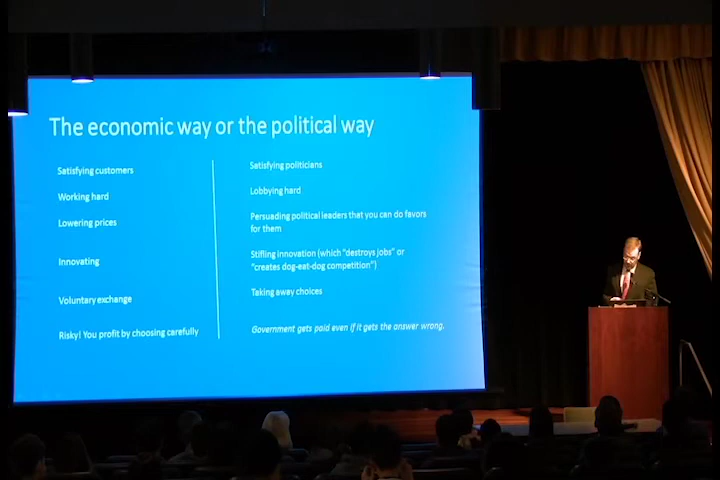 The economic way or the political way
Satisfying customers
Working hard
Lowering prices
Innovating
Voluntary exchange
Risky! You profit by choosing carefully
Satisfying politicians
Lobbying hard
Persuading political leaders that you can do favors
for them
Stifling innovation (which "destroys jobs" or
"creates dog-eat-dog competition")
Taking away choices
Government gets paid even if it gets the answer wrong.